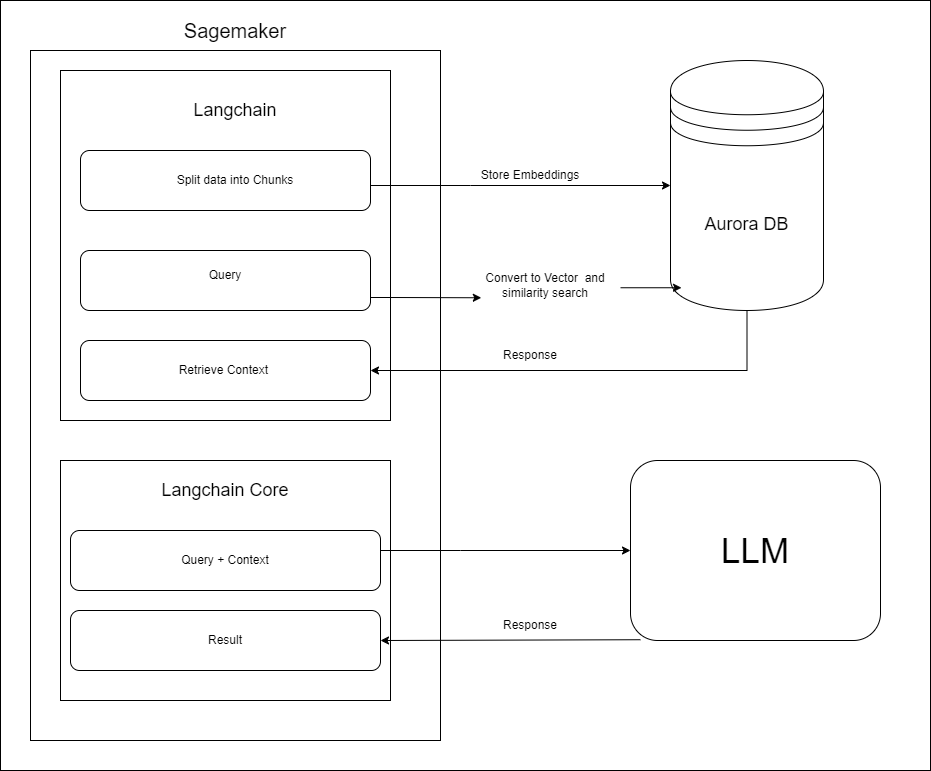 Sagemaker
Langchain
Split data into Chunks
Store Embeddings
Aurora DB
Query
Convert to Vector and
similarity search
Response
Retrieve Context
Langchain Core
Query + Context
LLM
Response
Result